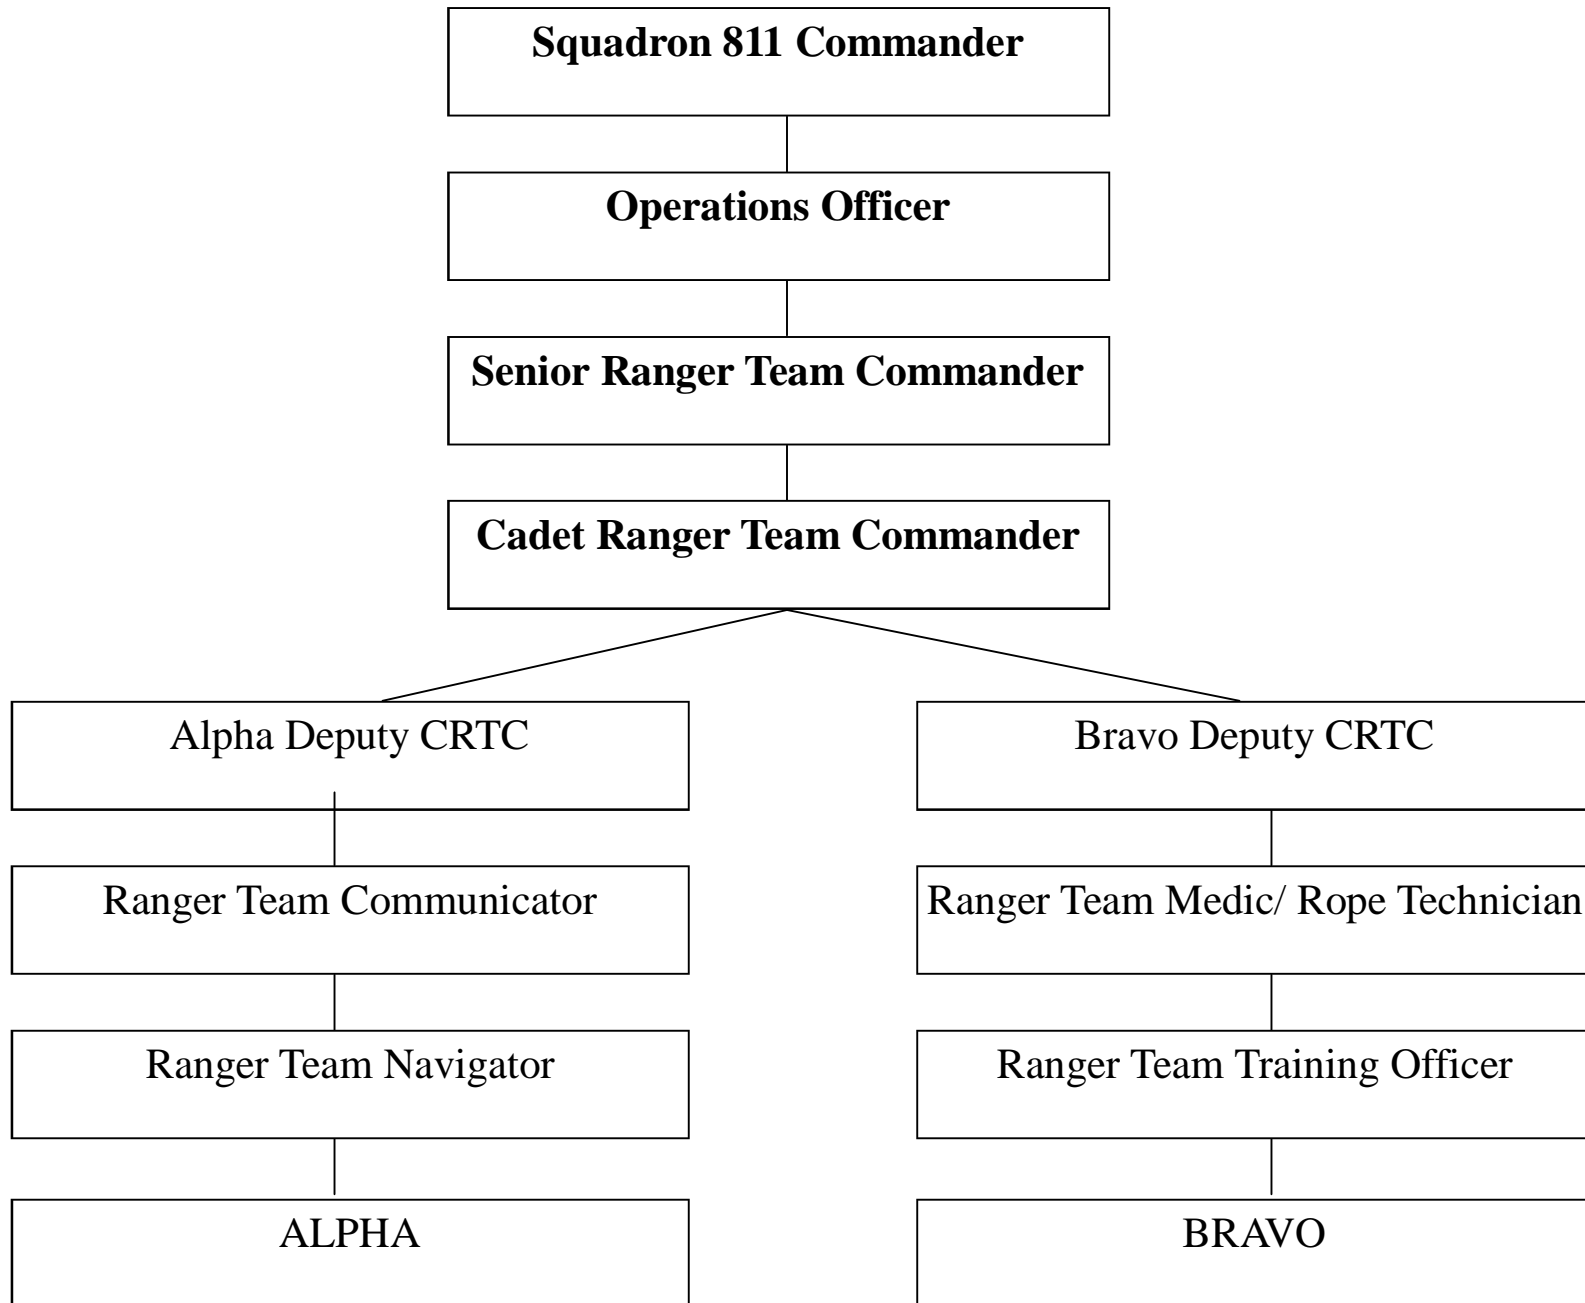 Squadron 811 Commander
Operations Officer
Senior Ranger Team Commander
Cadet Ranger Team Commander
Alpha Deputy CRTC
Bravo Deputy CRTC
Ranger Team Communicator
Ranger Team Medic/ Rope Technician
Ranger Team Navigator
Ranger Team Training Officer
ALPHA
BRAVO